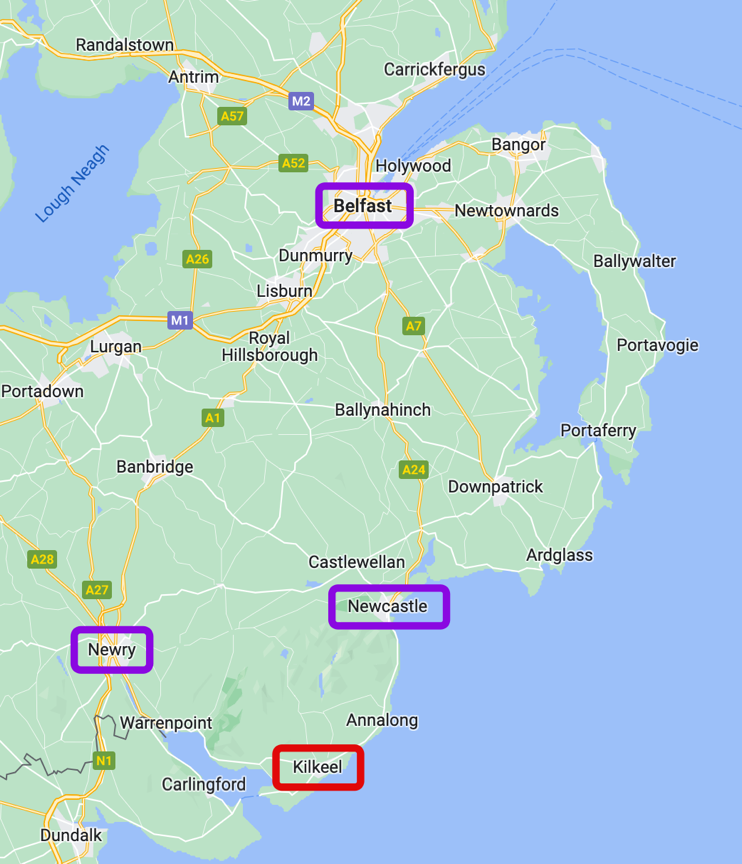 Randalstown
Antrim
Carrickfergus
M2
A57
A52
Holywood
Bangor
Lough Neagh
Belfast
Newtownards
Dunmurry
A26
Ballywalter
Lisburn
M1
A7
Lurgan
Royal
Hillsborough
Portavogie
Portadown
A1
Ballynahinch
Portaferry
Banbridge
A24
Downpatrick
A28
Castlewellan
Ardglass
A27
Newcastle
Newry
Warrenpoint
Annalong
N1
Kilkeel
Carlingford
Dundalk